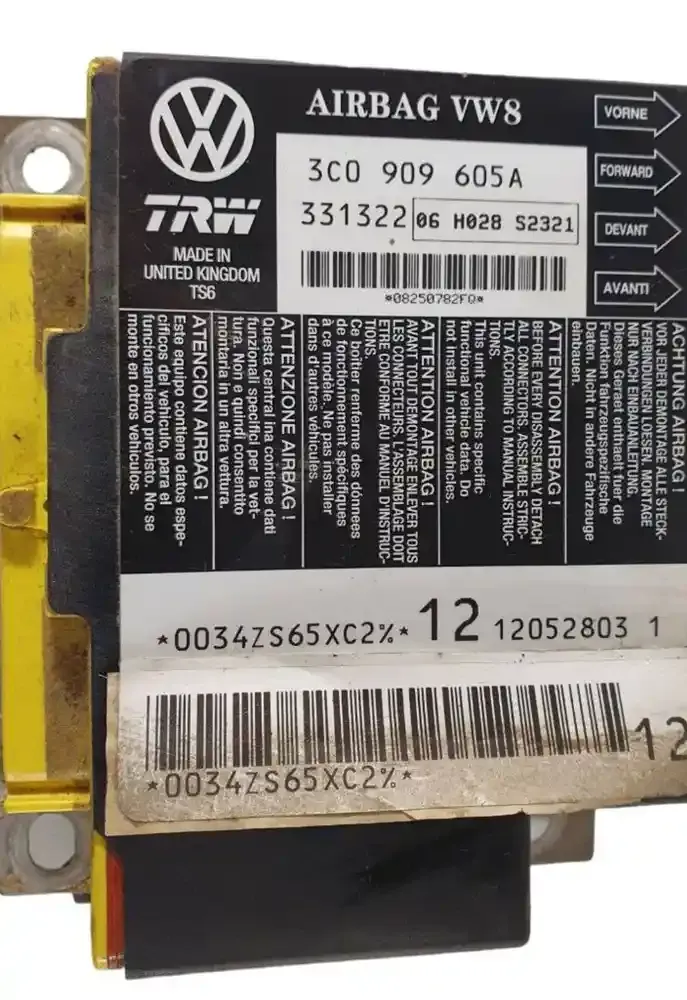 AIRBAG VW8
VORNE
FORWARD
DEVANT
AVANTI
TRW
MADE IN
UNITED KINGDOM
TS6
3C0 909 605A
331322 06 H028 S2321
*08250782FQ*
ACHTUNG AIRBAG !
VOR JEDER DEMONTAGE ALLE STECK-
VERBINDUNGEN LOESEN. MONTAGE
NUR NACH EINBAUANLEITUNG.
Dieses Geraet enthaelt fuer die
Funktion fahrzeugspezifische
Daten. Nicht in andere Fahrzeuge
einbauen.
ATTENTION AIRBAG !
BEFORE EVERY DISASSEMBLY DETACH
ALL CONNECTORS. ASSEMBLE STRIC-
TLY ACCORDING TO MANUAL INSTRUC-
TIONS.
This unit contains specific
functional vehicle data. Do
not install in other vehicles.
ATTENTION AIRBAG !
AVANT TOUT DEMONTAGE ENLEVER TOUS
LES CONNECTEURS. L'ASSEMBLAGE DOIT
ETRE CONFORME AU MANUEL D'INSTRUC-
TIONS.
Ce boîtier renferme des données
de fonctionnement spécifiques
à ce modèle. Ne pas installer
dans d'autres véhicules.
ATTENZIONE AIRBAG !
Questa centralina contiene dati
funzionali specifici per la vet-
tura. Non e quindi consentito
montarla in un altra vettura.
ATENCION AIRBAG !
Este equipo contiene datos espe-
cíficos del vehículo, para el
funcionamiento previsto. No se
monte en otros vehículos.
*0034ZS65XC2%* 12 12052803 1
*0034ZS65XC2%* 12